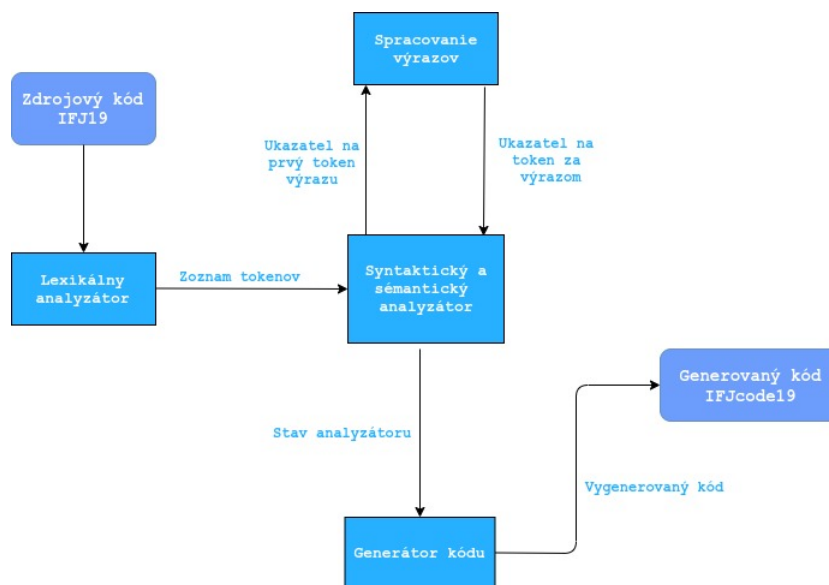 Spracovanie
výrazov
Zdrojový kód
IFJ19
Ukazatel na
prvý token
výrazu
Ukazatel na
token za
výrazom
Lexikálny
analyzátor
Zoznam tokenov
Syntaktický a
sémantický
analyzátor
Generovaný kód
IFJcode19
Stav analyzátoru
Vygenerovaný kód
Generátor kódu